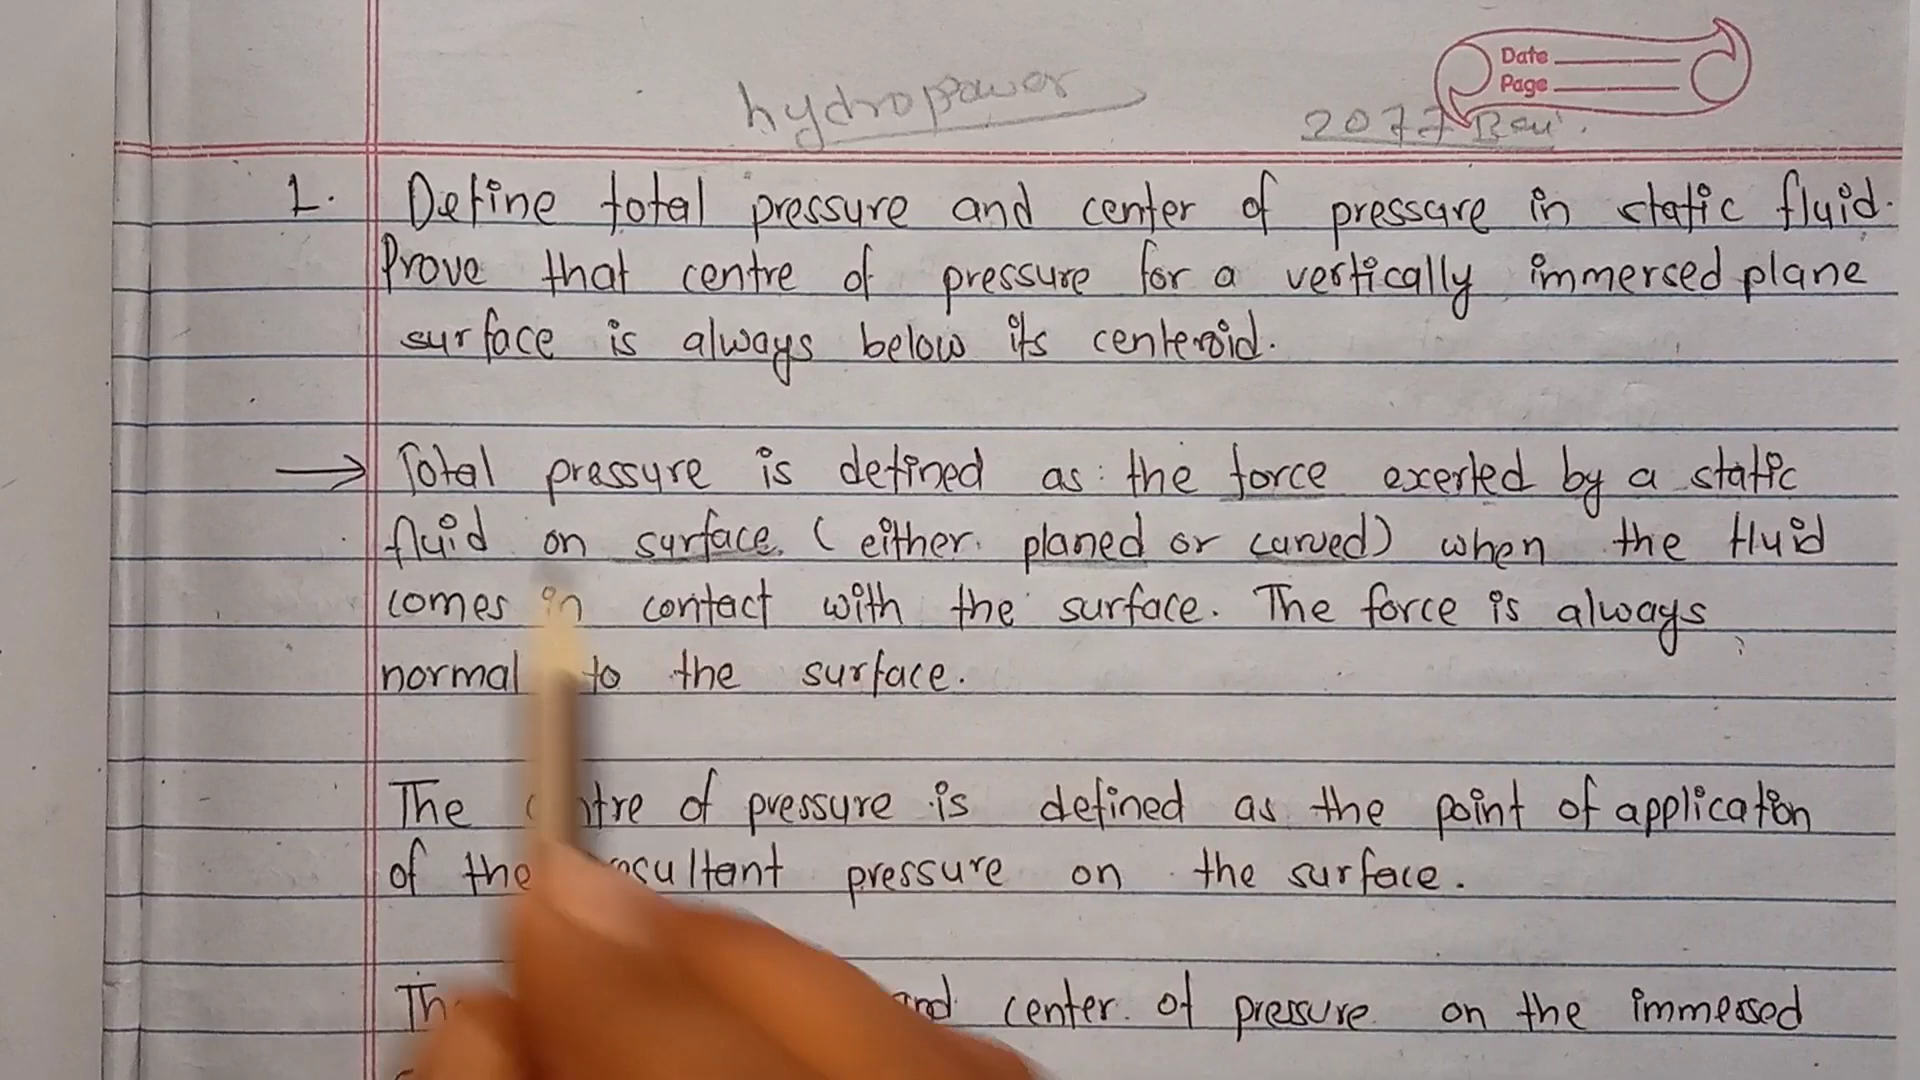 Date
Page
hydropower
2077
1. Define total pressure and center of pressure in static fluid.
Prove that centre of pressure for a vertically immersed plane
surface is always below its centeroid.
→ Total pressure is defined as the force exerted by a static
fluid on surface (either planed or curved) when the fluid
comes in contact with the surface. The force is always
normal to the surface.
The of pressure is defined as the point of application
of the pressure on the surface.
and center of pressure on the immersed